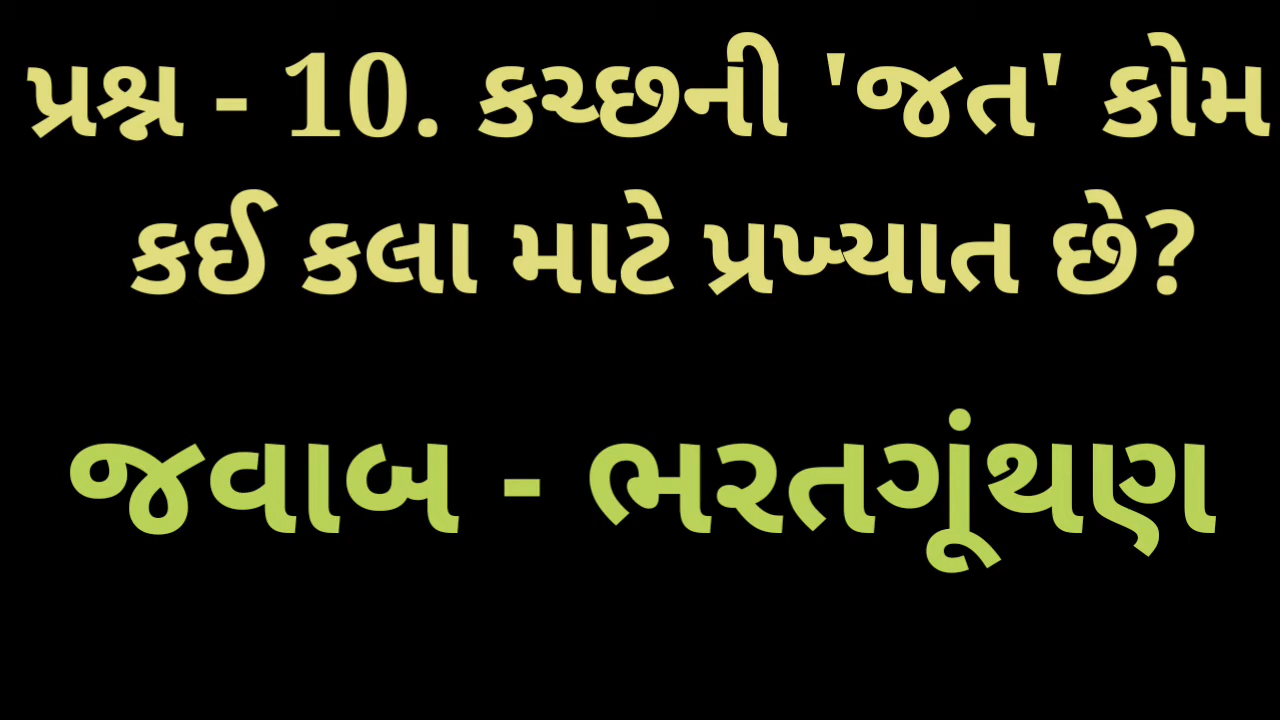 પ્રશ્ન - 10. કચ્છની 'જત' કોમ
કઈ કલા માટે પ્રખ્યાત છે?
જવાબ - ભરતગૂંથણ